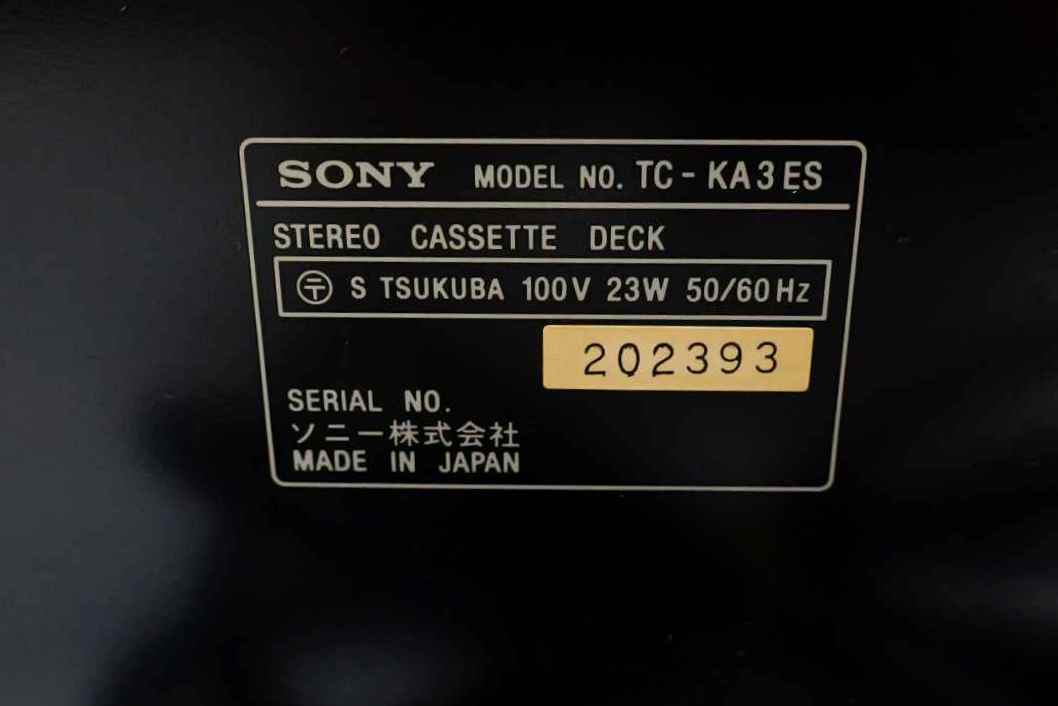 SONY MODEL NO. TC-KA3ES
STEREO CASSETTE DECK
〒 S TSUKUBA 100V 23W 50/60Hz
202393
SERIAL NO.
ソニー株式会社
MADE IN JAPAN